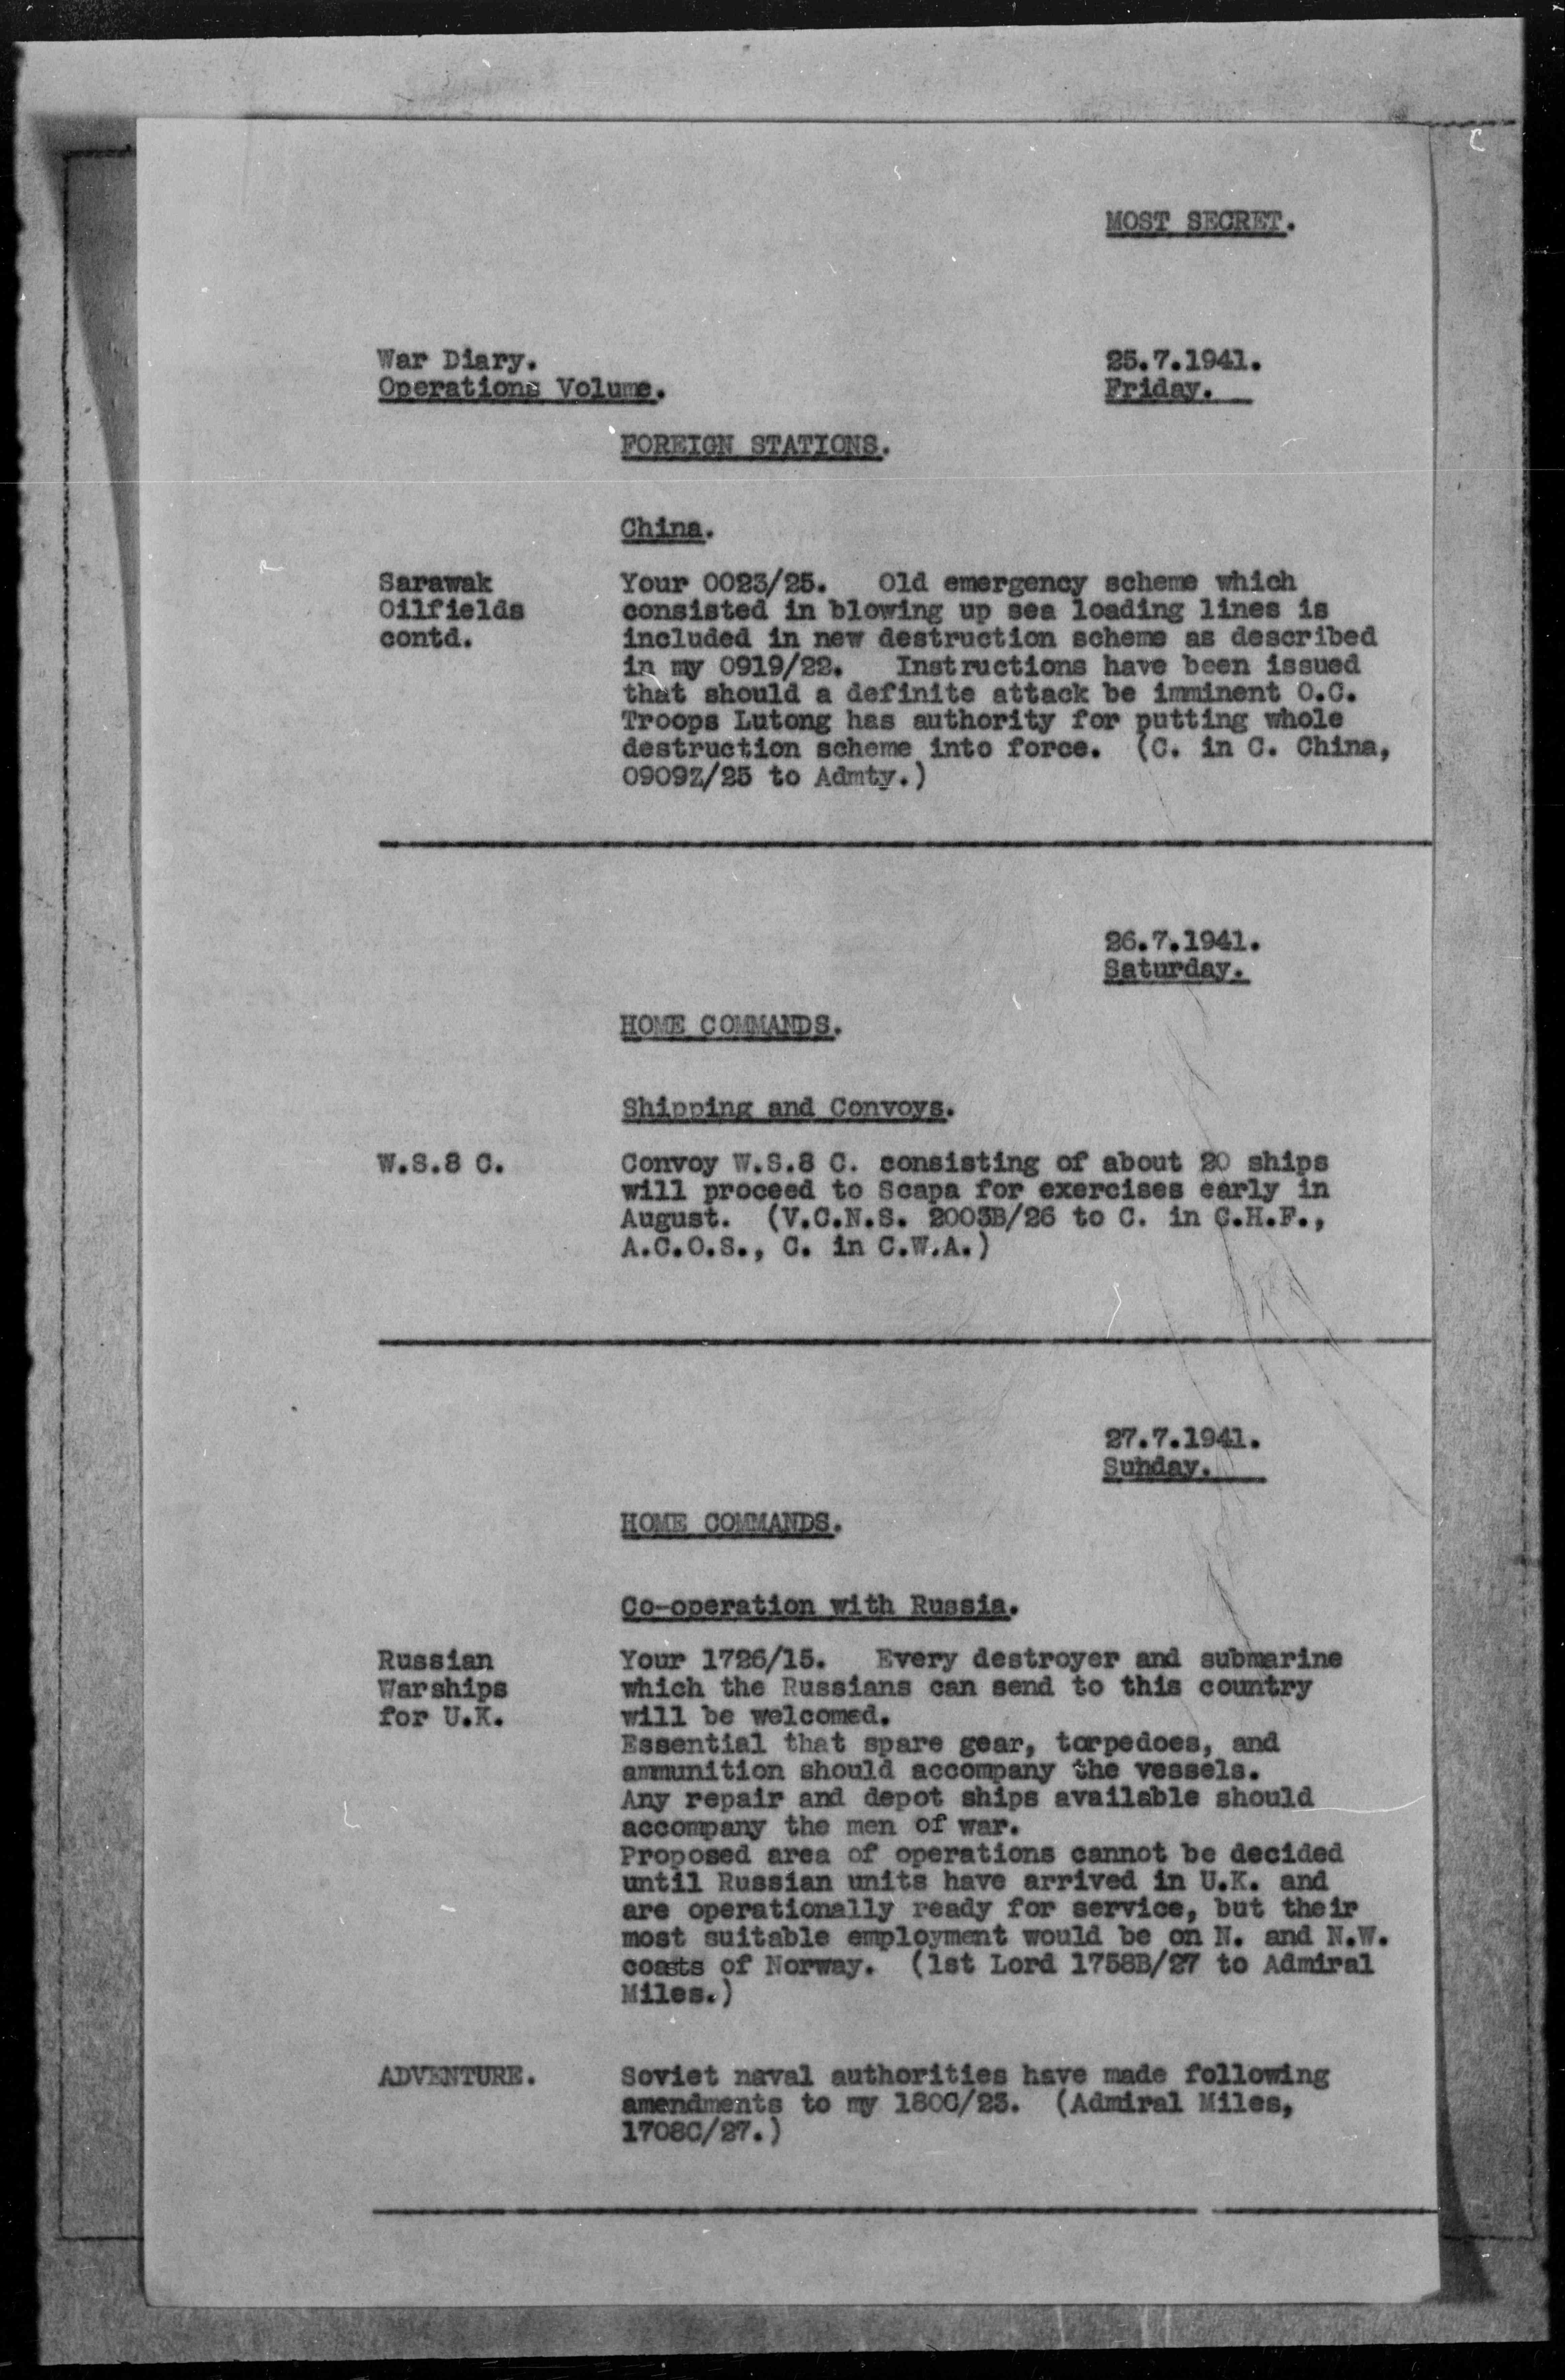 MOST SECRET.
War Diary.
25.7.1941.
Operations Volume.
Friday.
FOREIGN STATIONS.
China.
Sarawak
Oilfields
contd.
Your 0023/25. Old emergency scheme which
consisted in blowing up sea loading lines is
included in new destruction scheme as described
in my 0919/22. Instructions have been issued
that should a definite attack be imminent O.C.
Troops Lutong has authority for putting whole
destruction scheme into force. (C. in C. China,
0909Z/25 to Admty.)
26.7.1941.
Saturday.
HOME COMMANDS.
Shipping and Convoys.
W.S.8 C.
Convoy W.S.8 C. consisting of about 20 ships
will proceed to Scapa for exercises early in
August. (V.C.N.S. 2003B/26 to C. in C.H.F.,
A.C.O.S., C. in C.W.A.)
27.7.1941.
Sunday.
HOME COMMANDS.
Co-operation with Russia.
Russian
Warships
for U.K.
Your 1726/15. Every destroyer and submarine
which the Russians can send to this country
will be welcomed.
Essential that spare gear, torpedoes, and
ammunition should accompany the vessels.
Any repair and depot ships available should
accompany the men of war.
Proposed area of operations cannot be decided
until Russian units have arrived in U.K. and
are operationally ready for service, but their
most suitable employment would be on N. and N.W.
coasts of Norway. (1st Lord 1758B/27 to Admiral
Miles.)
ADVENTURE.
Soviet naval authorities have made following
amendments to my 1800/23. (Admiral Miles,
1708C/27.)